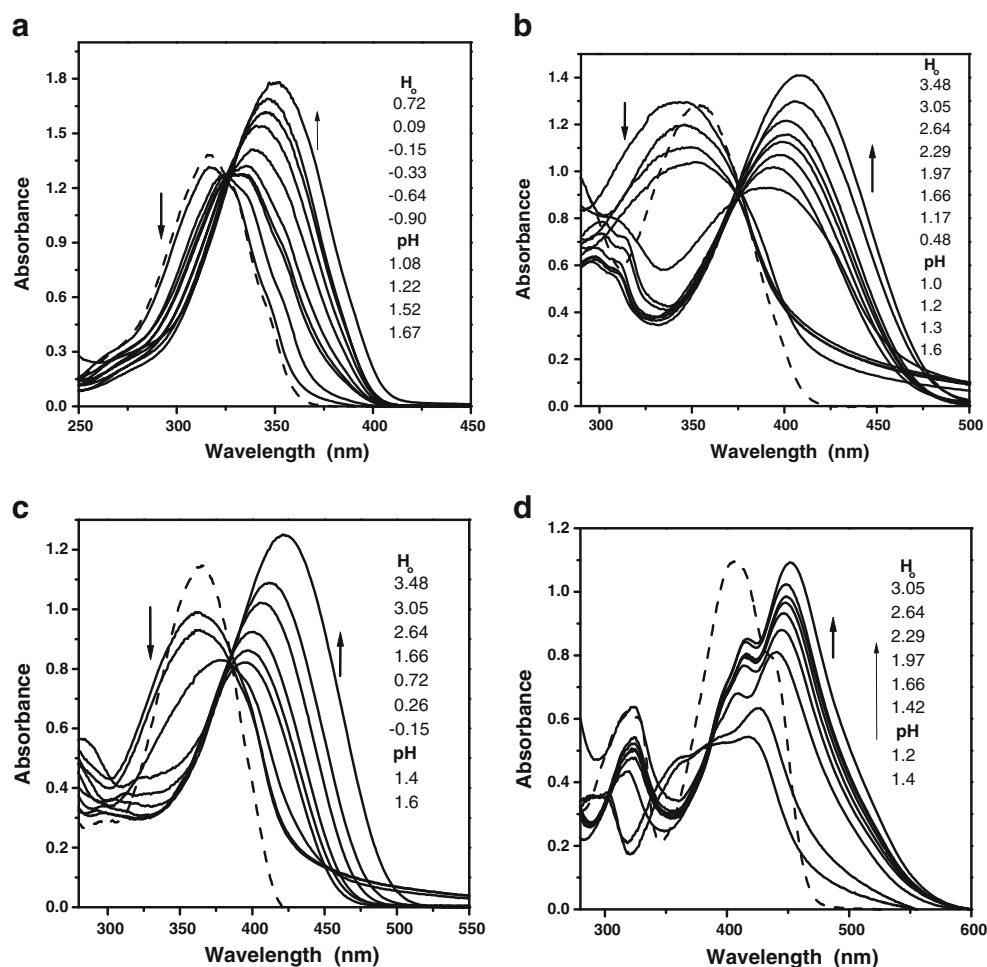 a
1.8
1.5
1.2
0.9
0.6
0.3
0.0
Absorbance
250 300 350 400 450
Wavelength (nm)
Ho
0.72
0.09
-0.15
-0.33
-0.64
-0.90
pH
1.08
1.22
1.52
1.67
b
1.4
1.2
1.0
0.8
0.6
0.4
0.2
0.0
Absorbancce
300 350 400 450 500
Wavelength (nm)
Ho
3.48
3.05
2.64
2.29
1.97
1.66
1.17
0.48
pH
1.0
1.2
1.3
1.6
c
1.2
1.0
0.8
0.6
0.4
0.2
0.0
Absorbance
300 350 400 450 500 550
Wavelength (nm)
Ho
3.48
3.05
2.64
1.66
0.72
0.26
-0.15
pH
1.4
1.6
d
1.2
1.0
0.8
0.6
0.4
0.2
0.0
Absorbance
300 400 500 600
Wavelength (nm)
Ho
3.05
2.64
2.29
1.97
1.66
1.42
pH
1.2
1.4